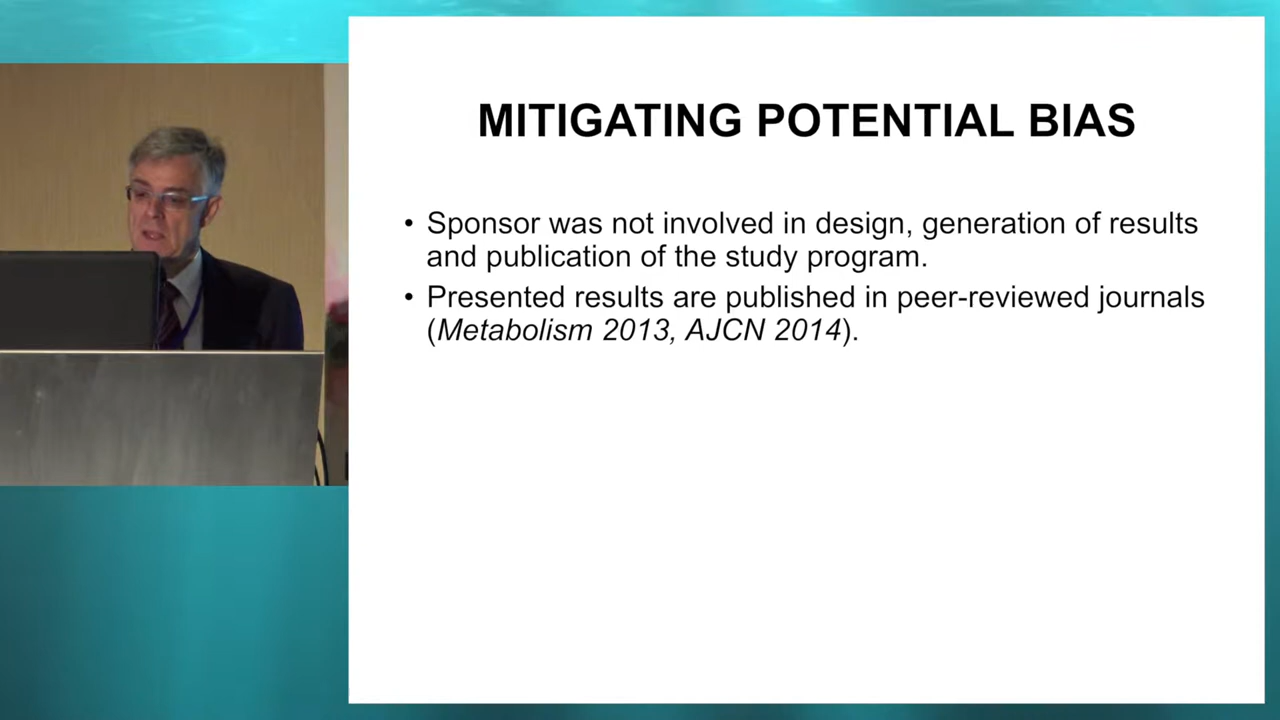 MITIGATING POTENTIAL BIAS
• Sponsor was not involved in design, generation of results
and publication of the study program.
• Presented results are published in peer-reviewed journals
(Metabolism 2013, AJCN 2014).